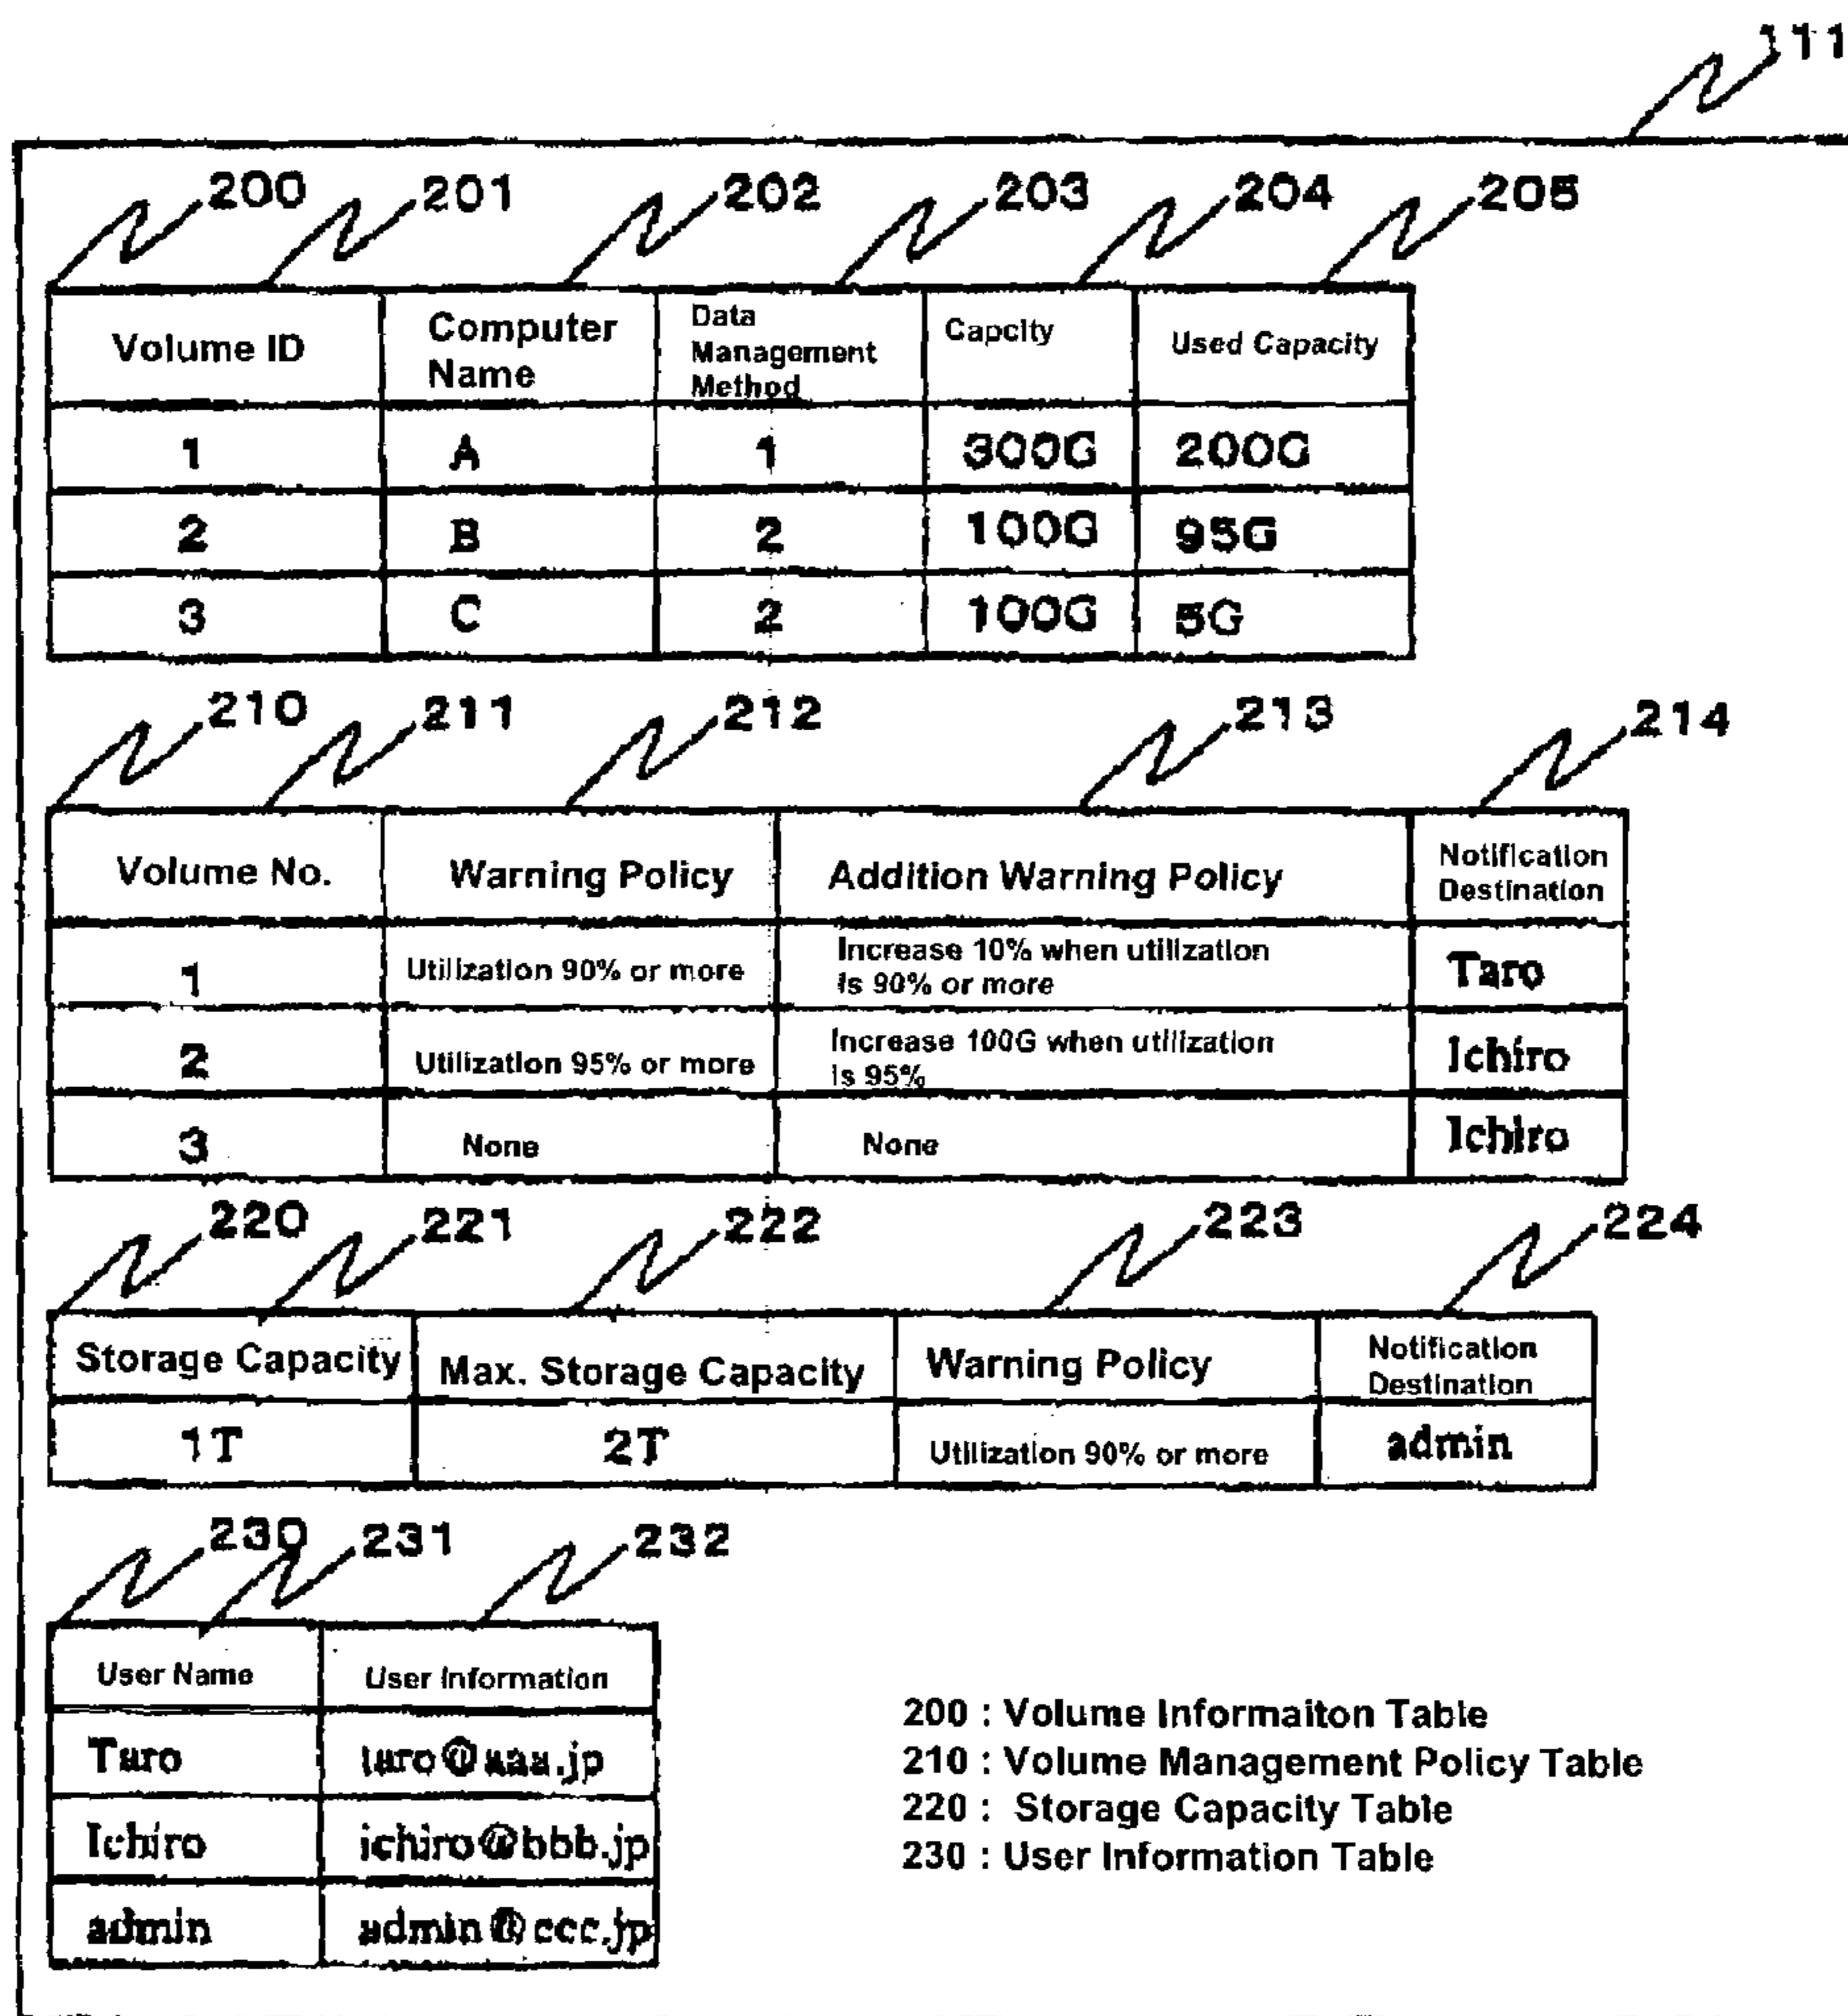 111
200 201 202 203 204 205
Volume ID Computer Name Data Management Method Capcity Used Capacity
1 A 1 300G 200G
2 B 2 100G 95G
3 C 2 100G 5G
210 211 212 213 214
Volume No. Warning Policy Addition Warning Policy Notification Destination
1 Utilization 90% or more Increase 10% when utilization is 90% or more Taro
2 Utilization 95% or more Increase 100G when utilization is 95% Ichiro
3 None None Ichiro
220 221 222 223 224
Storage Capacity Max. Storage Capacity Warning Policy Notification Destination
1T 2T Utilization 90% or more admin
230 231 232
User Name User Information
Taro taro@aaa.jp
Ichiro ichiro@bbb.jp
admin admin@ccc.jp
200 : Volume Informaiton Table
210 : Volume Management Policy Table
220 : Storage Capacity Table
230 : User Information Table